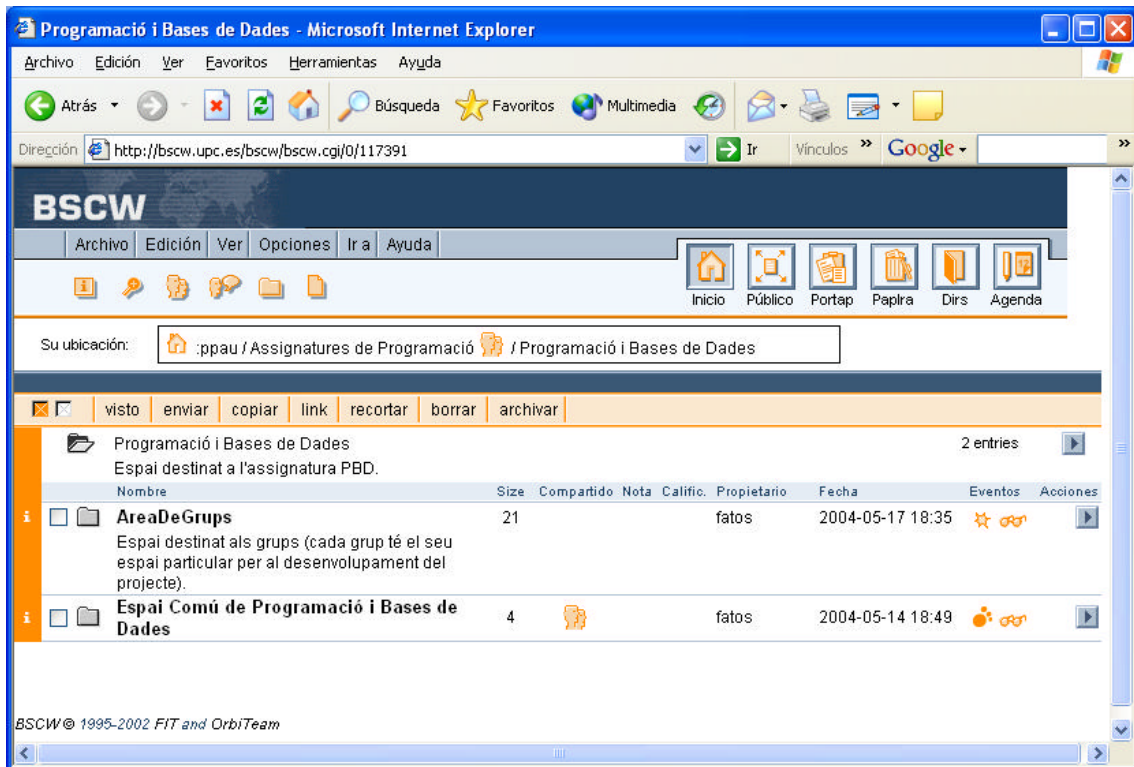 Programació i Bases de Dades - Microsoft Internet Explorer
Archivo Edición Ver Favoritos Herramientas Ayuda
Atrás Búsqueda Favoritos Multimedia
Dirección http://bscw.upc.es/bscw/bscw.cgi/0/117391 Ir Vínculos » Google »
BSCW
Archivo Edición Ver Opciones Ir a Ayuda
Inicio Público Portap Paplra Dirs Agenda
Su ubicación: :ppau / Assignatures de Programació / Programació i Bases de Dades
visto enviar copiar link recortar borrar archivar
Programació i Bases de Dades 2 entries
Espai destinat a l'assignatura PBD.
Nombre Size Compartido Nota Calific. Propietario Fecha Eventos Acciones
AreaDeGrups 21 fatos 2004-05-17 18:35
Espai destinat als grups (cada grup té el seu
espai particular per al desenvolupament del
projecte).
Espai Comú de Programació i Bases de
Dades 4 fatos 2004-05-14 18:49
BSCW © 1995-2002 FIT and OrbiTeam